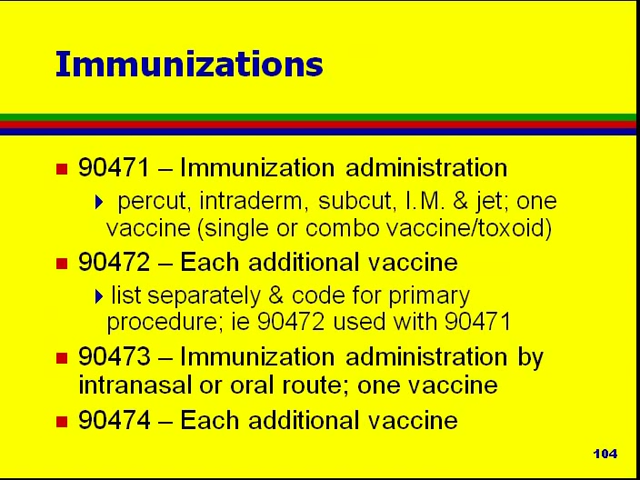 Immunizations
90471 – Immunization administration
percut, intraderm, subcut, I.M. & jet; one
vaccine (single or combo vaccine/toxoid)
90472 – Each additional vaccine
list separately & code for primary
procedure; ie 90472 used with 90471
90473 – Immunization administration by
intranasal or oral route; one vaccine
90474 – Each additional vaccine
104